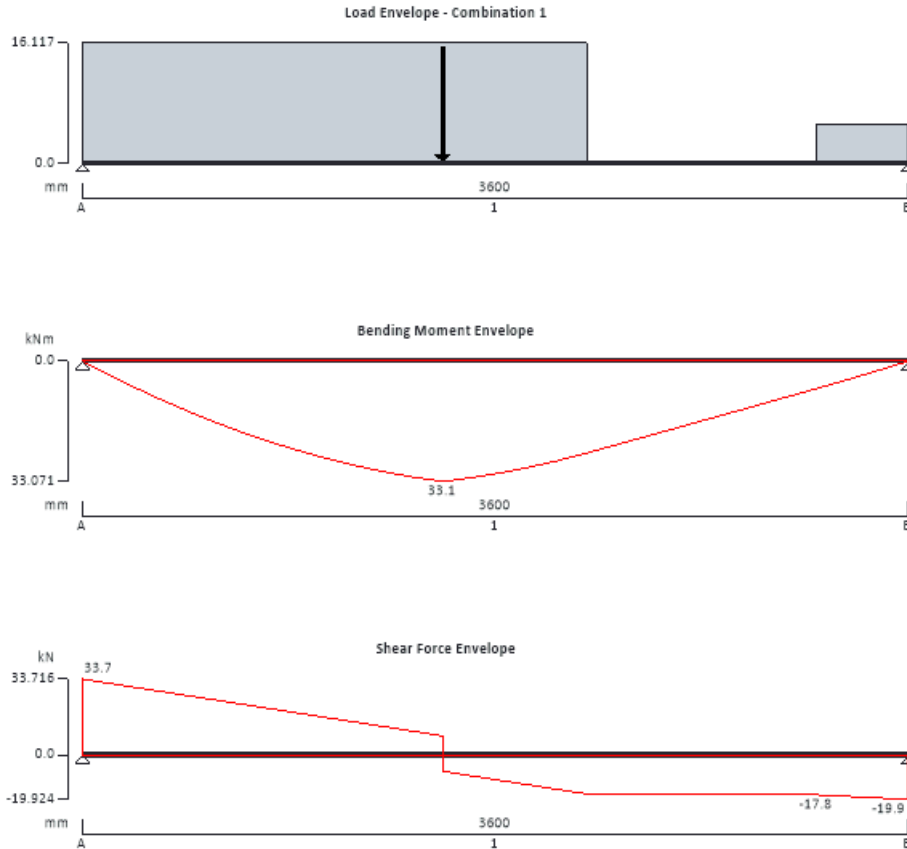 Load Envelope - Combination 1
16.117
0.0
mm
3600
A
1
B
Bending Moment Envelope
kNm
0.0
33.071
33.1
mm
3600
A
1
B
Shear Force Envelope
kN
33.716
33.7
0.0
-19.924
-17.8
-19.9
mm
3600
A
1
B